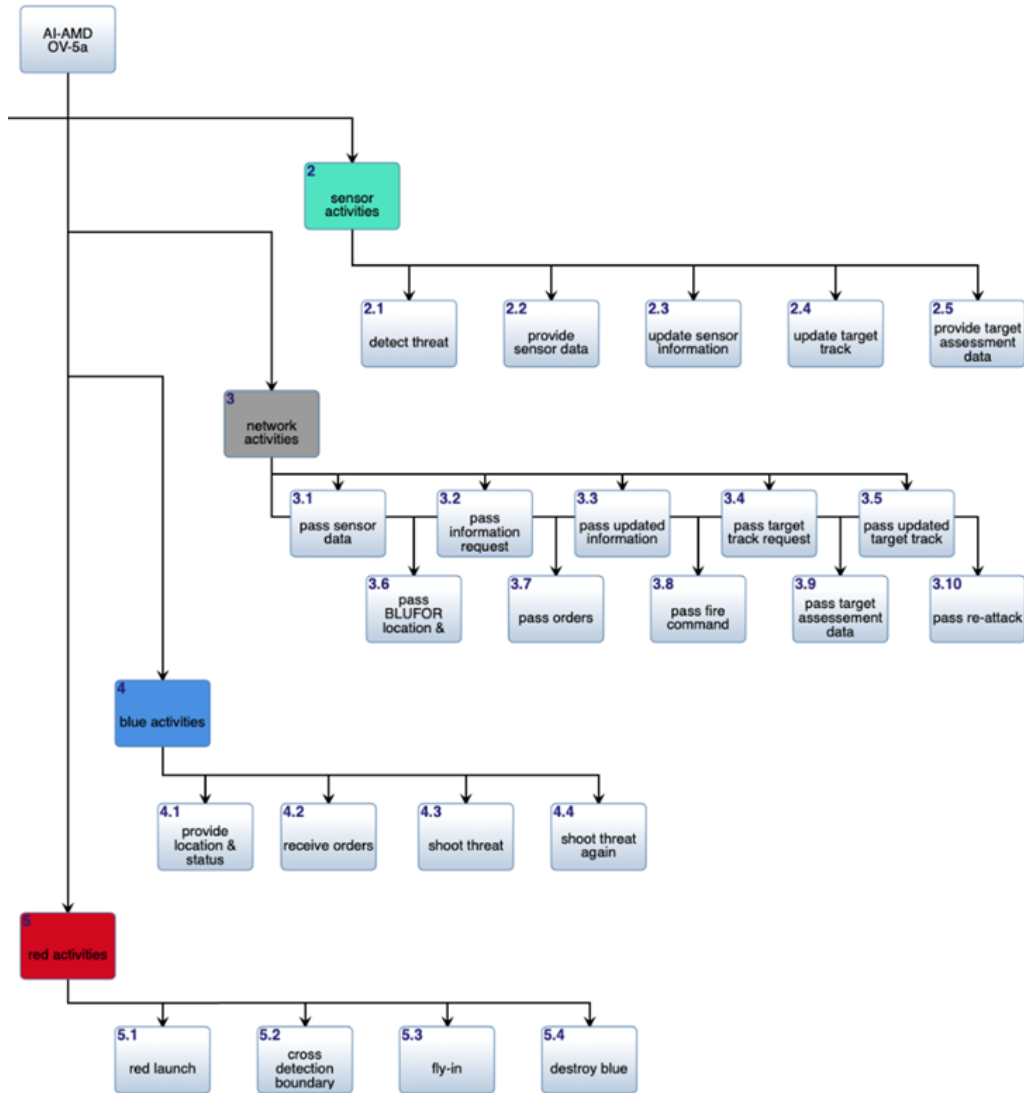 AI-AMD
OV-5a
2
sensor
activities
2.1
detect threat
2.2
provide
sensor data
2.3
update sensor
information
2.4
update target
track
2.5
provide target
assessment
data
3
network
activities
3.1
pass sensor
data
3.2
pass
information
request
3.3
pass updated
information
3.4
pass target
track request
3.5
pass updated
target track
3.6
pass
BLUFOR
location &
3.7
pass orders
3.8
pass fire
command
3.9
pass target
assessement
data
3.10
pass re-attack
4
blue activities
4.1
provide
location &
status
4.2
receive orders
4.3
shoot threat
4.4
shoot threat
again
5
red activities
5.1
red launch
5.2
cross
detection
boundary
5.3
fly-in
5.4
destroy blue